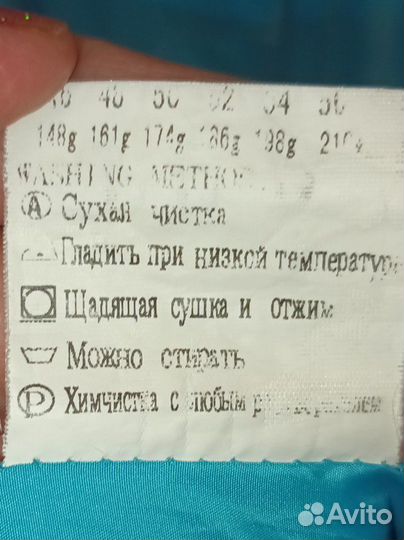 46 48 50 52 54 56
148g 161g 174g 186g 198g 210g
WASHING METHOD
Ⓐ Сухая чистка
Гладить при низкой температуре
Щадящая сушка и отжим
Можно стирать
Ⓟ Химчистка с любым
Avito